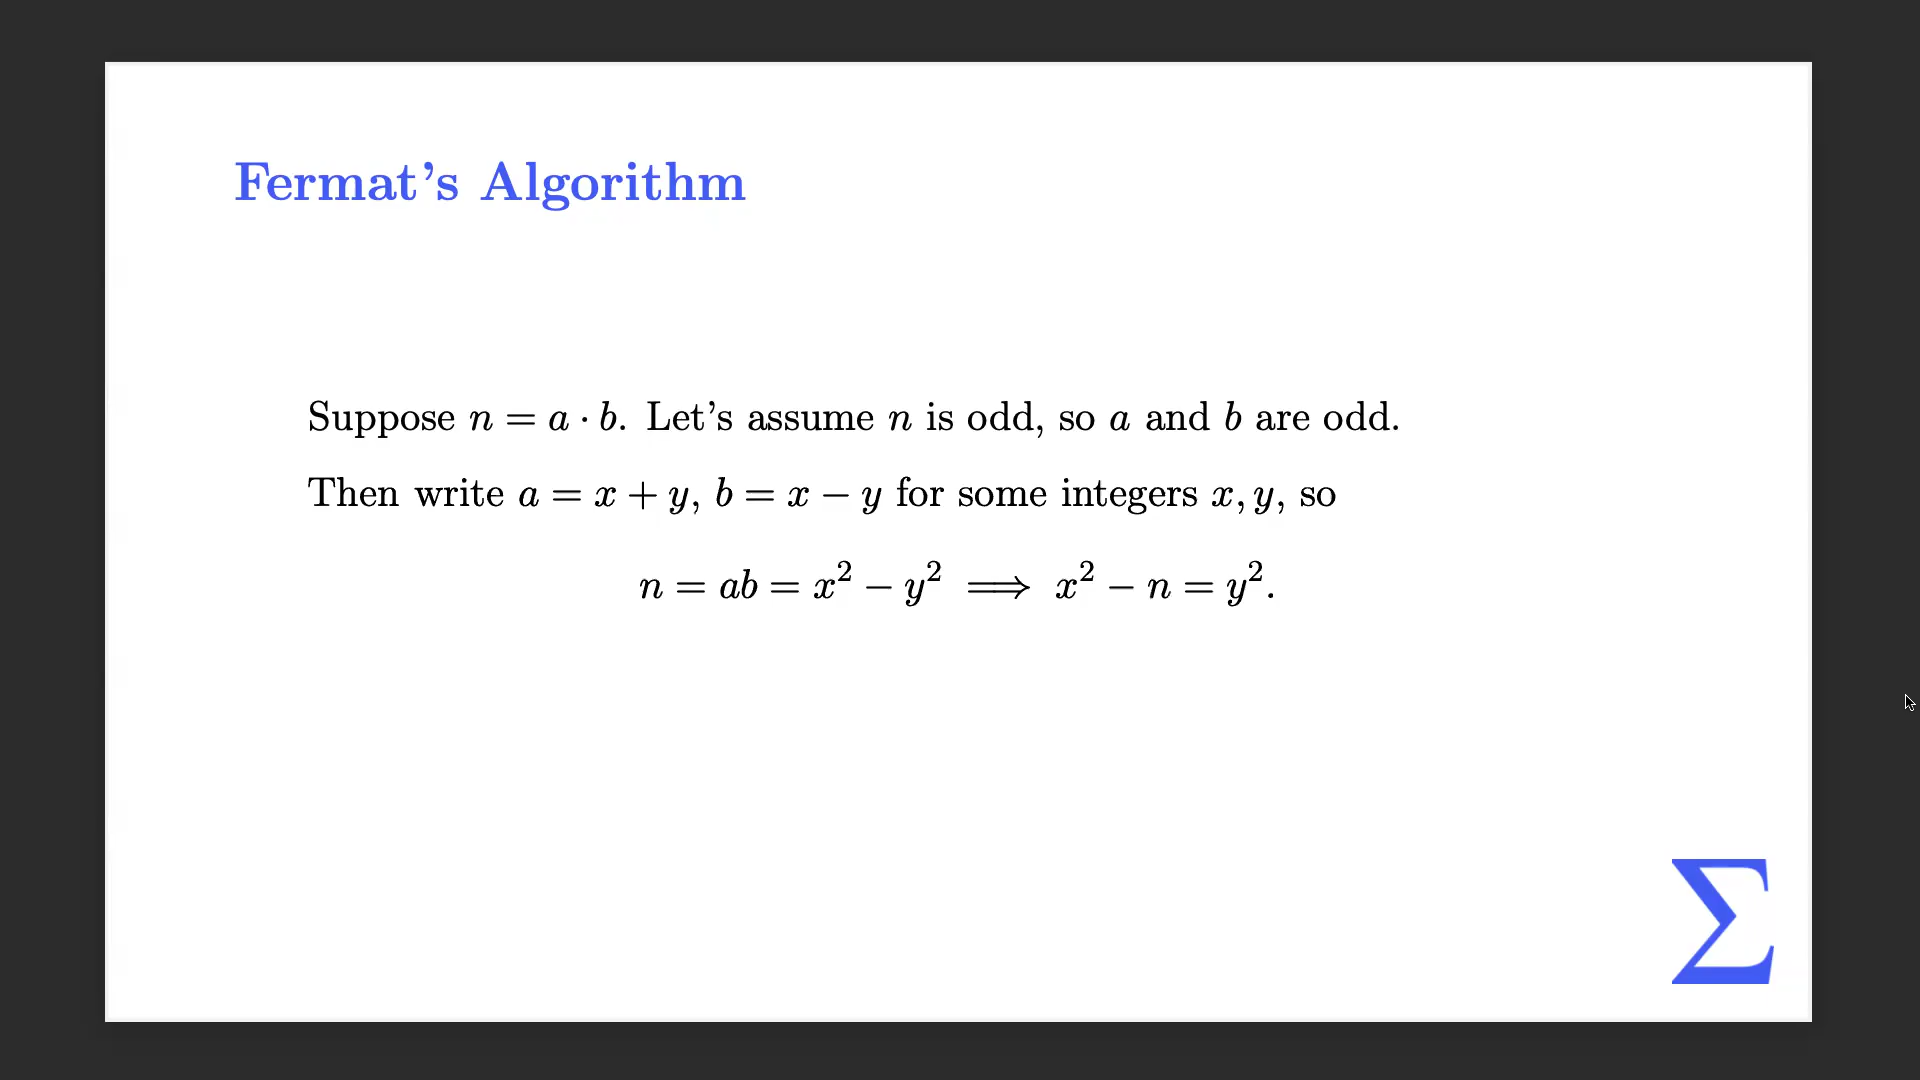 Fermat's Algorithm
Suppose n = a · b. Let's assume n is odd, so a and b are odd.
Then write a = x + y, b = x − y for some integers x, y, so
n = ab = x² − y² ⟹ x² − n = y².
Σ